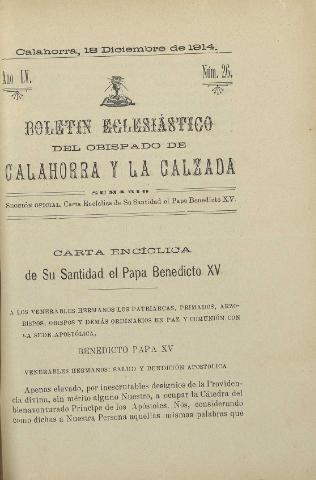 Calahorra, 18 Diciembre de 1914.
Año LV. Núm. 26.
BOLETIN ECLESIÁSTICO
DEL OBISPADO DE
CALAHORRA Y LA CALZADA
SUMARIO
SECCIÓN OFICIAL. Carta Encíclica de Su Santidad el Papa Benedicto XV.
CARTA ENCÍCLICA
de Su Santidad el Papa Benedicto XV
A LOS VENERABLES HERMANOS LOS PATRIARCAS, PRIMADOS, ARZO-
BISPOS, OBISPOS Y DEMÁS ORDINARIOS EN PAZ Y COMUNIÓN CON
LA SEDE APOSTÓLICA.
BENEDICTO PAPA XV
VENERABLES HERMANOS: SALUD Y BENDICIÓN APOSTÓLICA
Apenas elevado, por inescrutables designios de la Providen-
cia divina, sin mérito alguno Nuestro, a ocupar la Cátedra del
bienaventurado Príncipe de los Apóstoles, Nós, considerando
como dichas a Nuestra Persona aquellas mismas palabras que